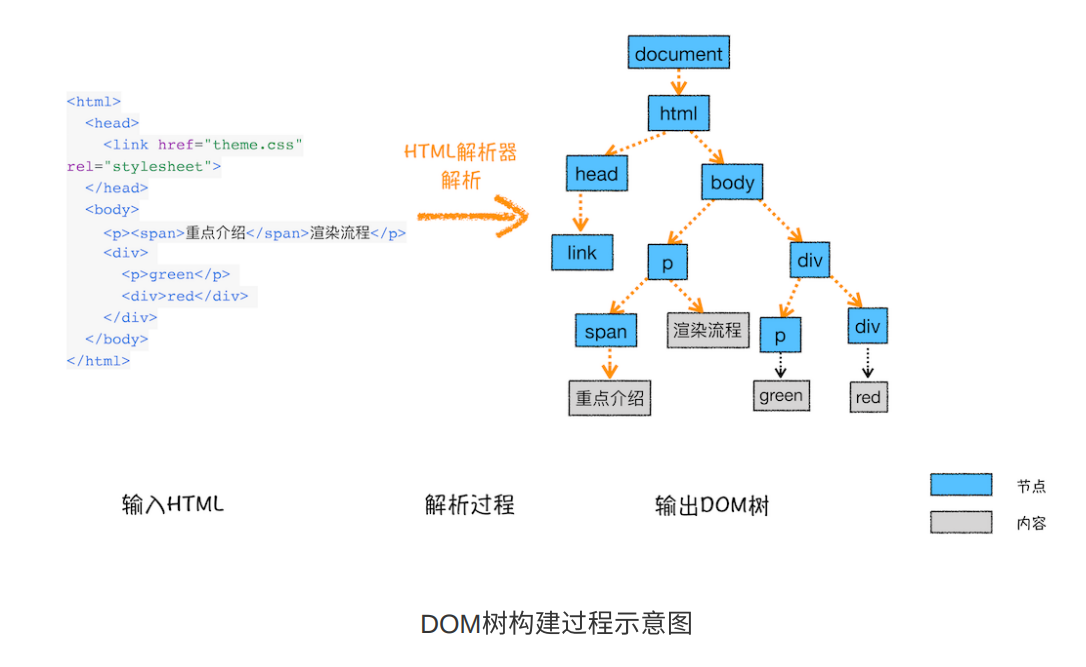 <html>
<head>
<link href="theme.css"
rel="stylesheet">
</head>
<body>
<p><span>重点介绍</span>渲染流程</p>
<div>
<p>green</p>
<div>red</div>
</div>
</body>
</html>
HTML解析器
解析
document
html
head
body
link
p
div
span
渲染流程
p
div
重点介绍
green
red
输入HTML
解析过程
输出DOM树
节点
内容
DOM树构建过程示意图